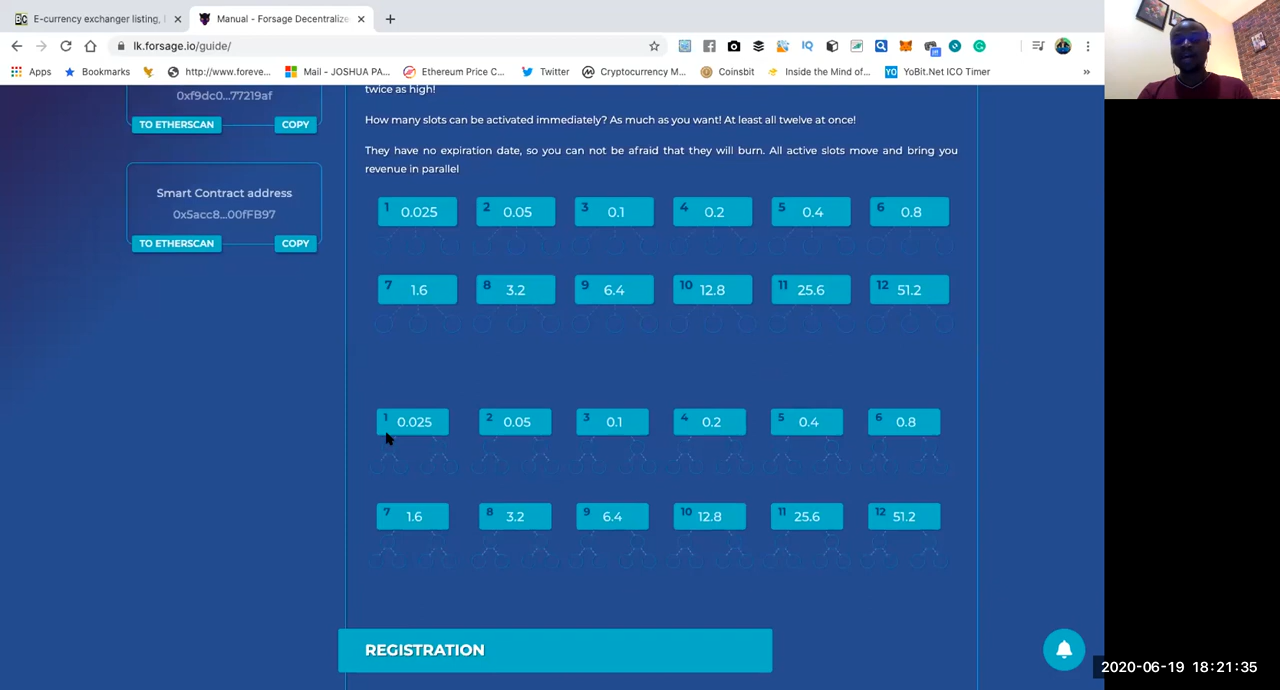 E-currency exchanger listing,
Manual - Forsage Decentralize
lk.forsage.io/guide/
Apps Bookmarks http://www.foreve... Mail - JOSHUA PA... Ethereum Price C... Twitter Cryptocurrency M... Coinsbit Inside the Mind of... YoBit.Net ICO Terminal »
0xf9dc0...77219af
TO ETHERSCAN COPY
Smart Contract address
0x5acc8...00fFB97
TO ETHERSCAN COPY
twice as high!
How many slots can be activated immediately? As much as you want! At least all twelve at once!
They have no expiration date, so you can not be afraid that they will burn. All active slots move and bring you
revenue in parallel
1 0.025 2 0.05 3 0.1 4 0.2 5 0.4 6 0.8
7 1.6 8 3.2 9 6.4 10 12.8 11 25.6 12 51.2
1 0.025 2 0.05 3 0.1 4 0.2 5 0.4 6 0.8
7 1.6 8 3.2 9 6.4 10 12.8 11 25.6 12 51.2
REGISTRATION
2020-06-19 18:21:35